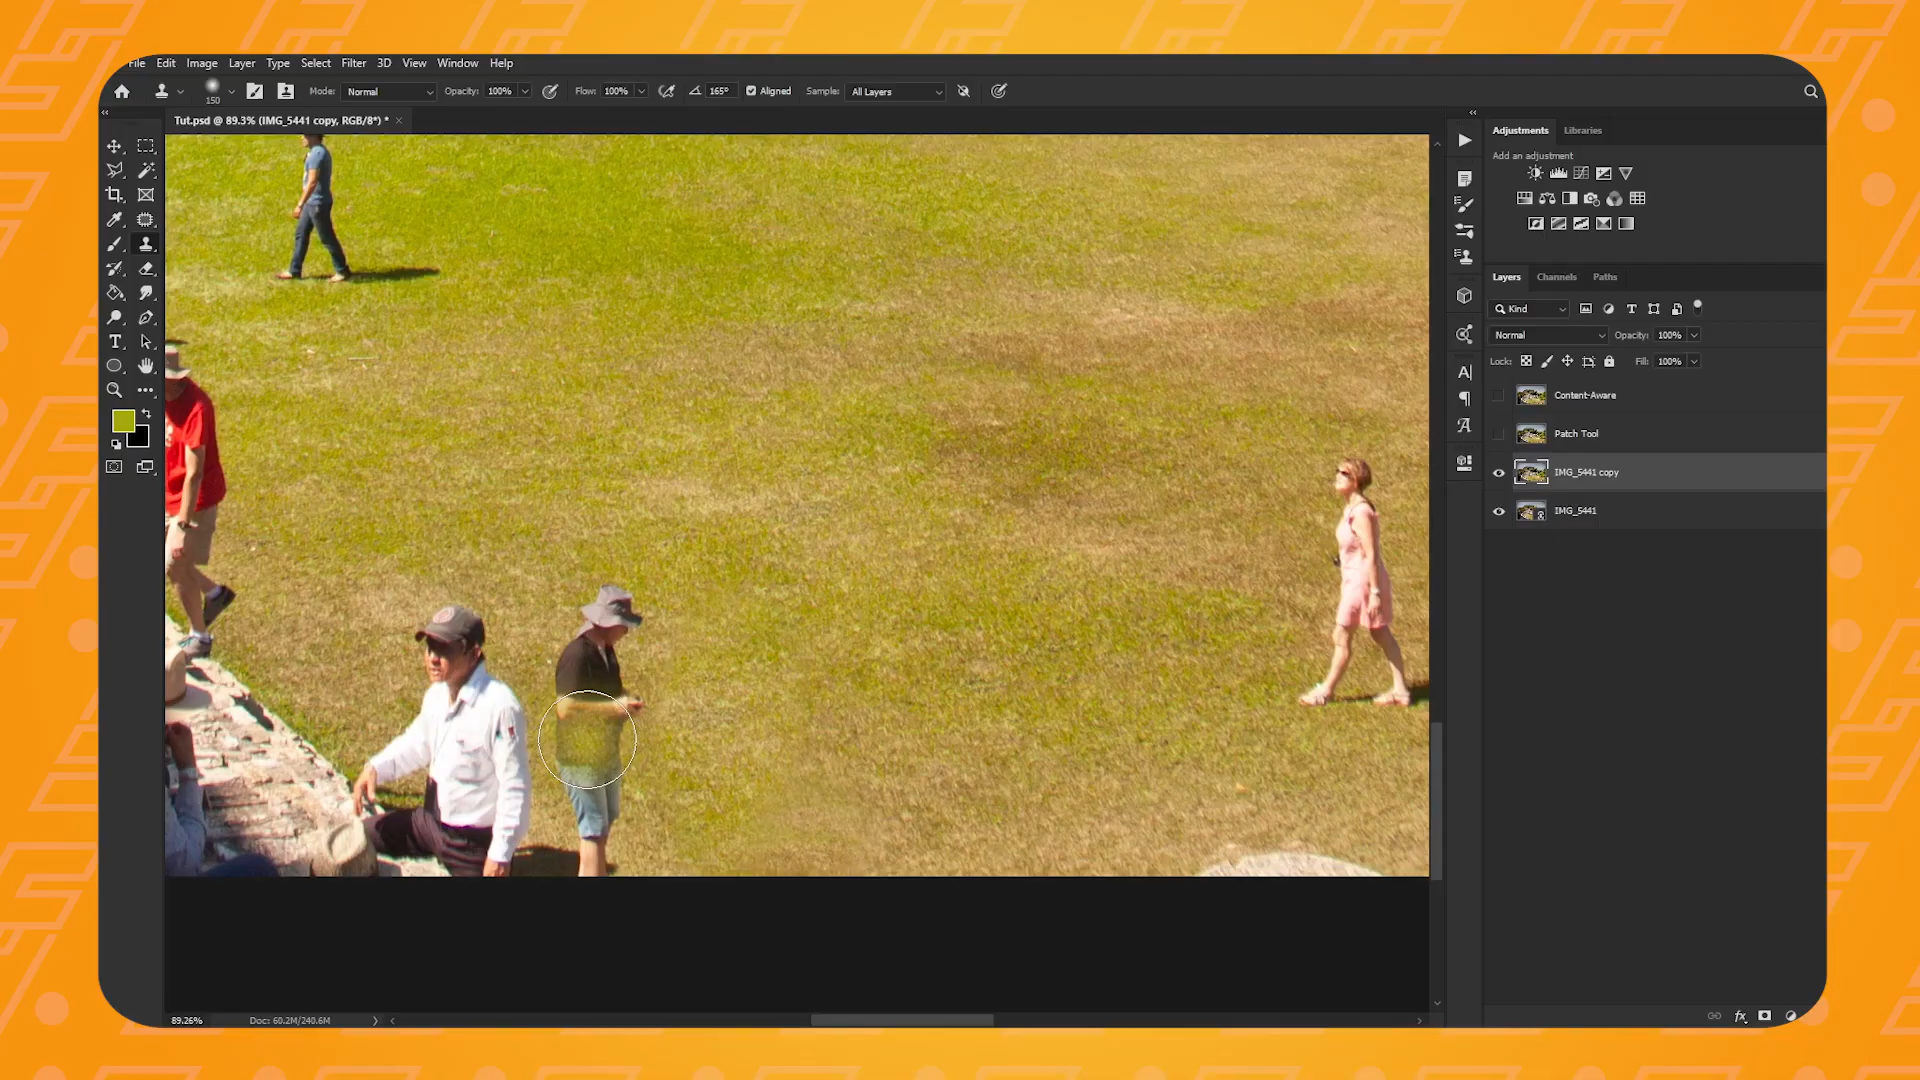 File Edit Image Layer Type Select Filter 3D View Window Help
150 Mode: Normal Opacity: 100% Flow: 100% 165° Aligned Sample: All Layers
Tut.psd @ 89.3% (IMG_5441 copy, RGB/8*) * ×
Adjustments Libraries
Add an adjustment
Layers Channels Paths
Kind
Normal Opacity: 100%
Lock: Fill: 100%
Content-Aware
Patch Tool
IMG_5441 copy
IMG_5441
89.26% Doc: 60.2M/240.6M